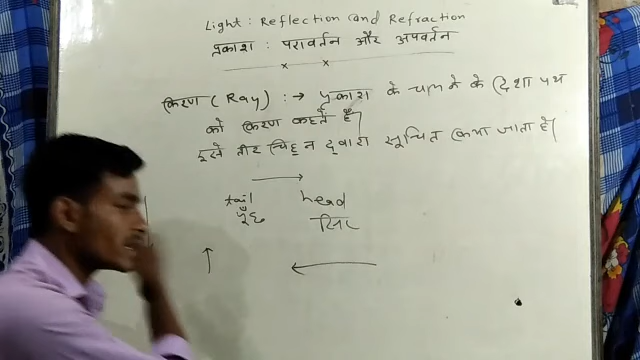 Light : Reflection and Refraction
प्रकाश : परावर्तन और अपवर्तन
किरण ( Ray ) : → प्रकाश के चलने के दिशा पथ
को किरण कहते हैं|
इसे तीर चिह्न द्वारा सूचित किया जाता है|
tail head
पूँछ सिर